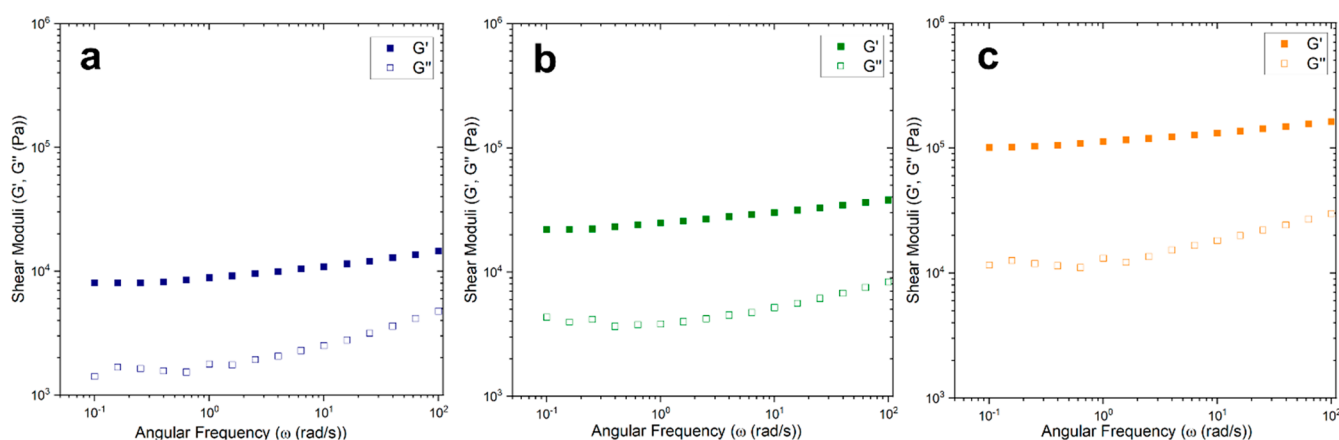 a
G'
G''
Shear Moduli (G', G'' (Pa))
10⁶
10⁵
10⁴
10³
10⁻¹
10⁰
10¹
10²
Angular Frequency (ω (rad/s))
b
G'
G''
Shear Moduli (G', G'' (Pa))
10⁶
10⁵
10⁴
10³
10⁻¹
10⁰
10¹
10²
Angular Frequency (ω (rad/s))
c
G'
G''
Shear Moduli (G', G'' (Pa))
10⁶
10⁵
10⁴
10³
10⁻¹
10⁰
10¹
10²
Angular Frequency (ω (rad/s))